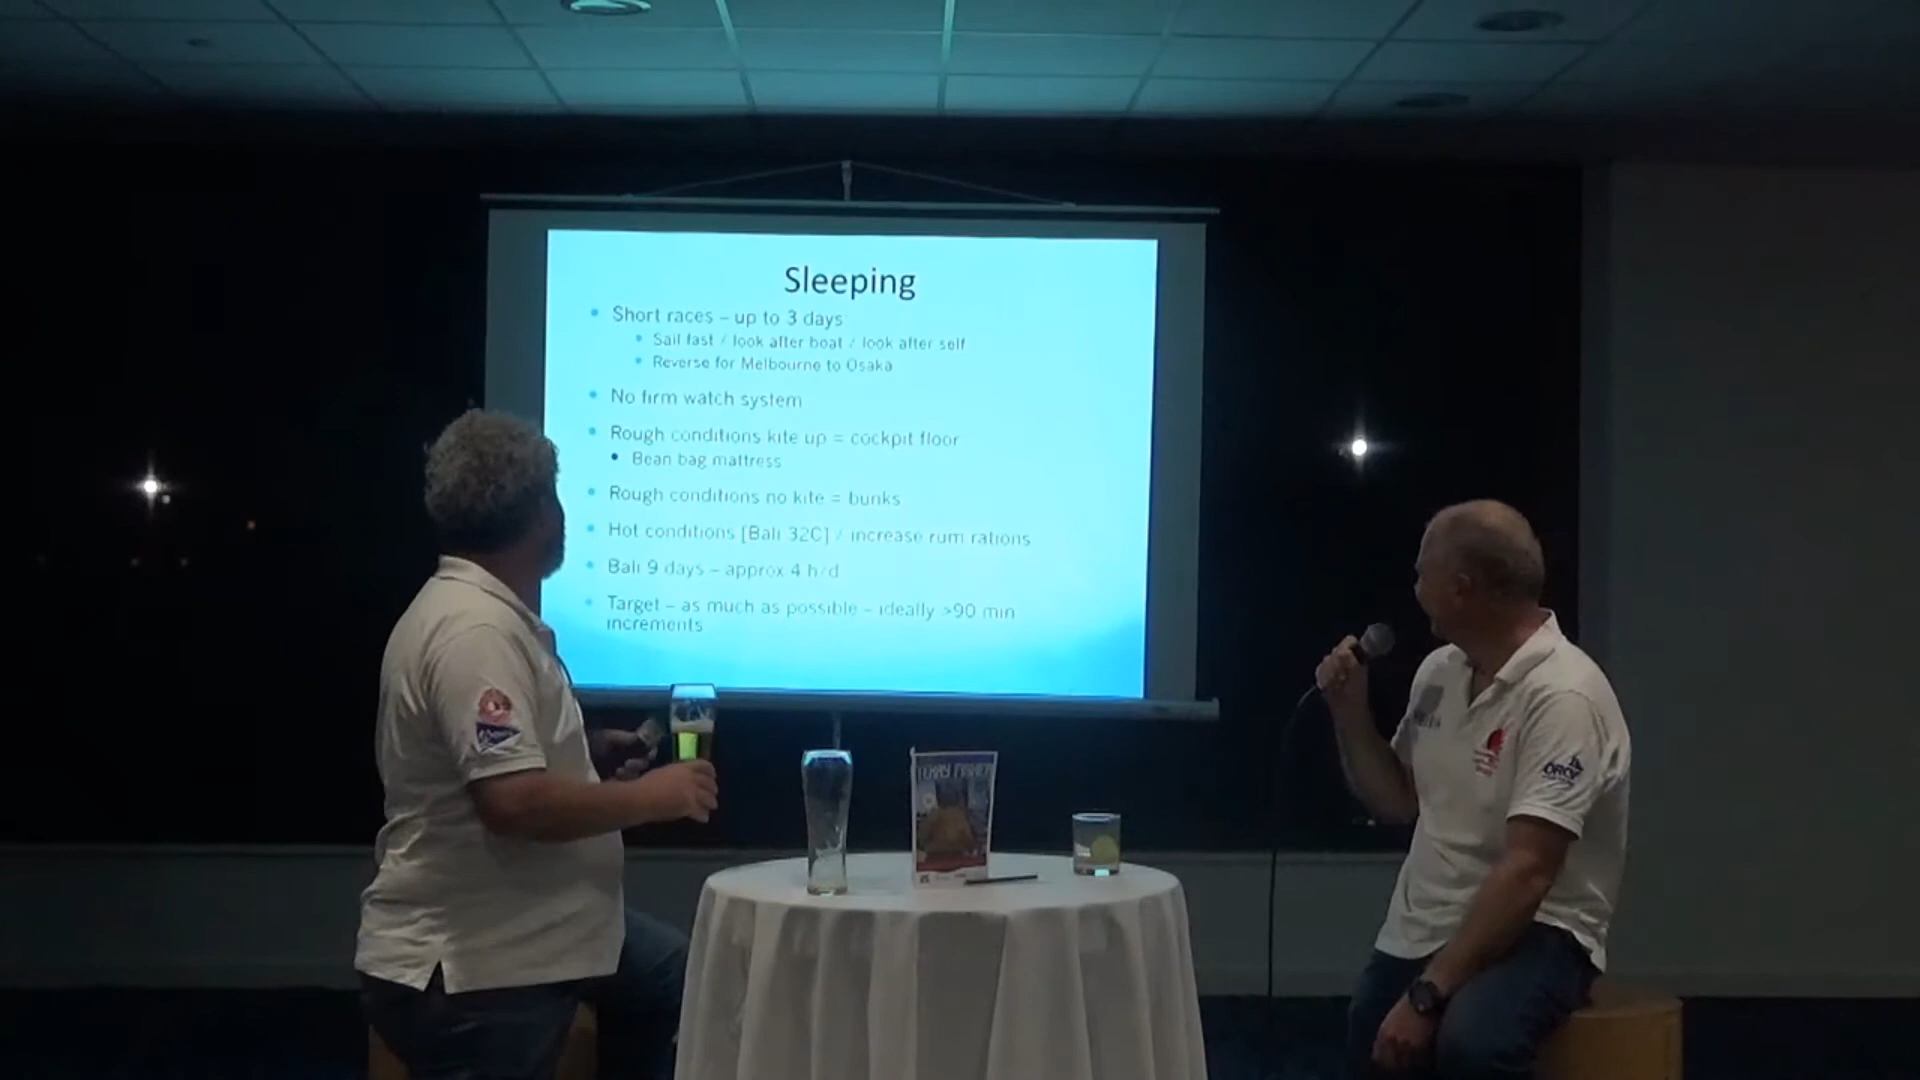 Sleeping
Short races – up to 3 days
Sail fast / look after boat / look after self
Reverse for Melbourne to Osaka
No firm watch system
Rough conditions kite up = cockpit floor
Bean bag mattress
Rough conditions no kite = bunks
Hot conditions [Bali 32C] / increase rum rations
Bali 9 days – approx 4 h/d
Target – as much as possible – ideally >90 min
increments
ORCV